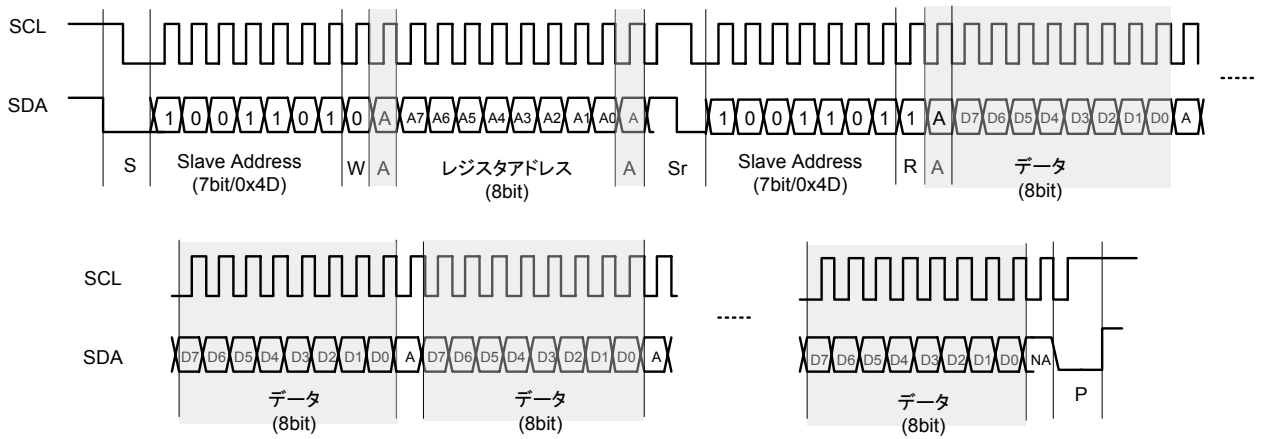 SCL
SDA
1 0 0 1 1 0 1 0 A A7 A6 A5 A4 A3 A2 A1 A0 A 1 0 0 1 1 0 1 1 A D7 D6 D5 D4 D3 D2 D1 D0 A
S Slave Address W A レジスタアドレス A Sr Slave Address R A データ
(7bit/0x4D) (8bit) (7bit/0x4D) (8bit)
SCL
SDA D7 D6 D5 D4 D3 D2 D1 D0 A D7 D6 D5 D4 D3 D2 D1 D0 A D7 D6 D5 D4 D3 D2 D1 D0 NA
データ データ データ P
(8bit) (8bit) (8bit)